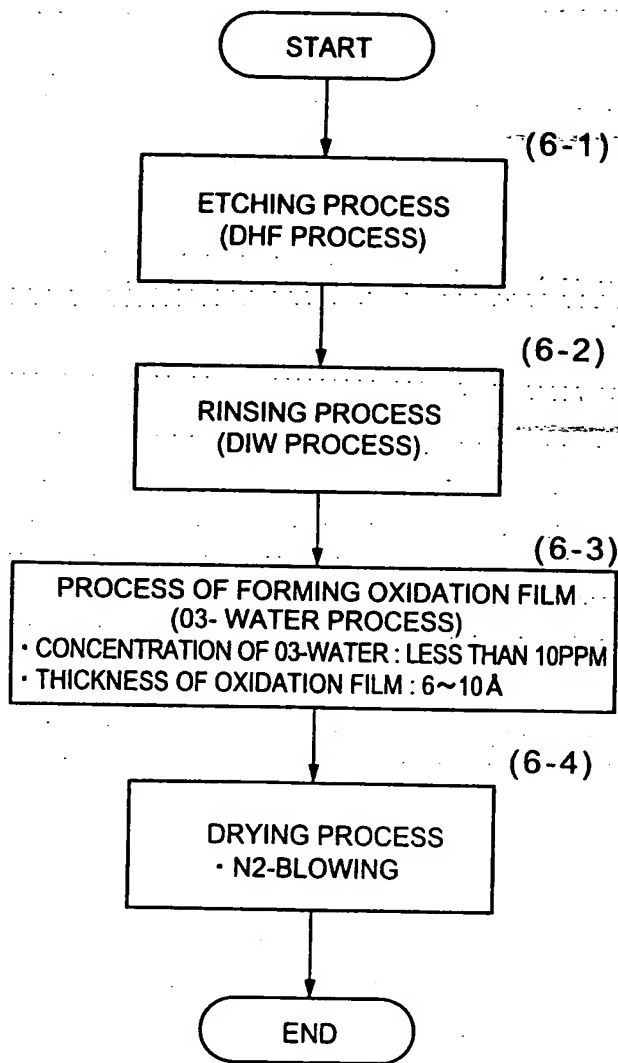 START
(6-1)
ETCHING PROCESS
(DHF PROCESS)
(6-2)
RINSING PROCESS
(DIW PROCESS)
(6-3)
PROCESS OF FORMING OXIDATION FILM
(03- WATER PROCESS)
· CONCENTRATION OF 03-WATER : LESS THAN 10PPM
· THICKNESS OF OXIDATION FILM : 6~10Å
(6-4)
DRYING PROCESS
· N2-BLOWING
END